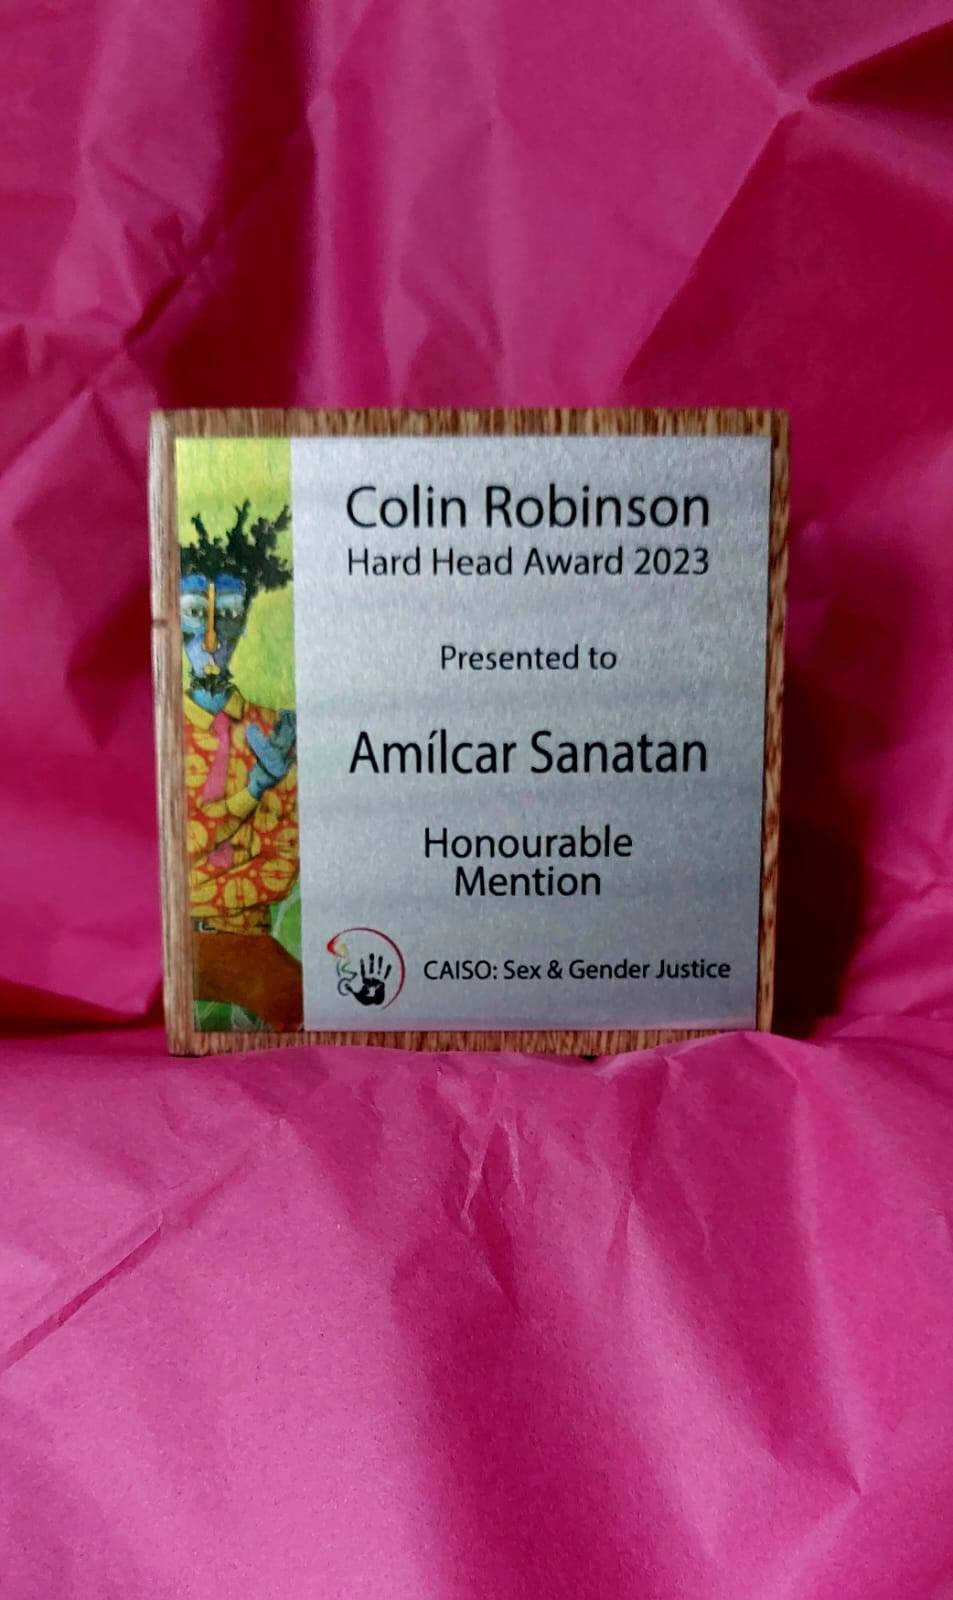 Colin Robinson
Hard Head Award 2023
Presented to
Amílcar Sanatan
Honourable
Mention
CAISO: Sex & Gender Justice